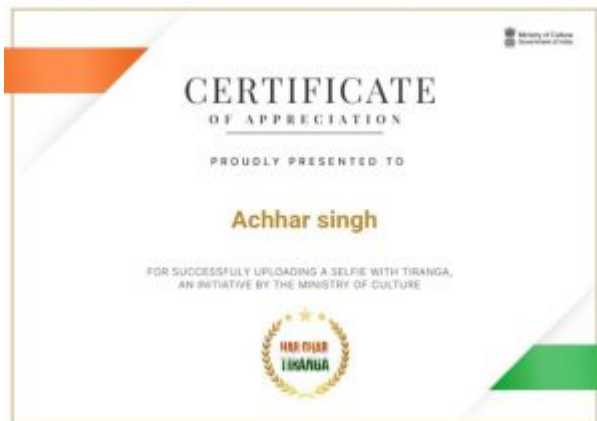 Ministry of Culture
Government of India
CERTIFICATE
OF APPRECIATION
PROUDLY PRESENTED TO
Achhar singh
FOR SUCCESSFULY UPLOADING A SELFIE WITH TIRANGA,
AN INITIATIVE BY THE MINISTRY OF CULTURE
HAR GHAR
TIRANGA